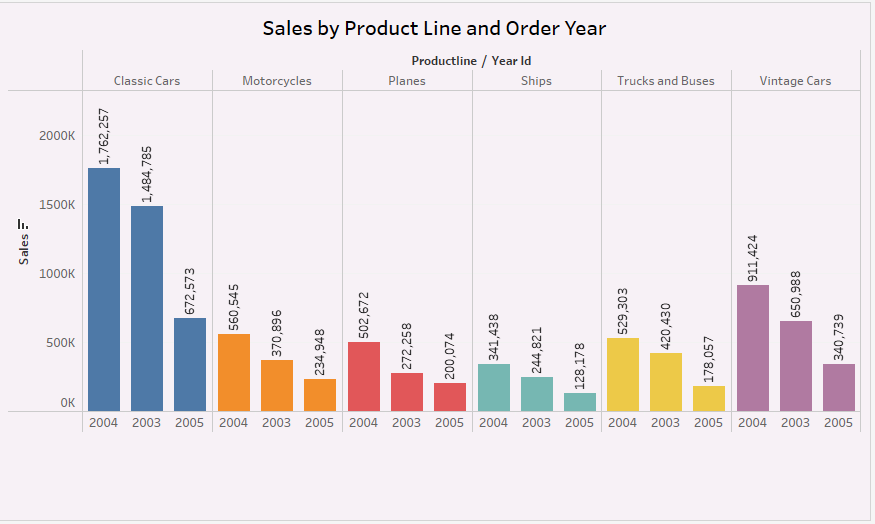 Sales by Product Line and Order Year
Productline / Year Id
Classic Cars Motorcycles Planes Ships Trucks and Buses Vintage Cars
Sales
2000K
1500K
1000K
500K
0K
1,762,257 1,484,785 672,573 560,545 370,896 234,948 502,672 272,258 200,074 341,438 244,821 128,178 529,303 420,430 178,057 911,424 650,988 340,739
2004 2003 2005 2004 2003 2005 2004 2003 2005 2004 2003 2005 2004 2003 2005 2004 2003 2005